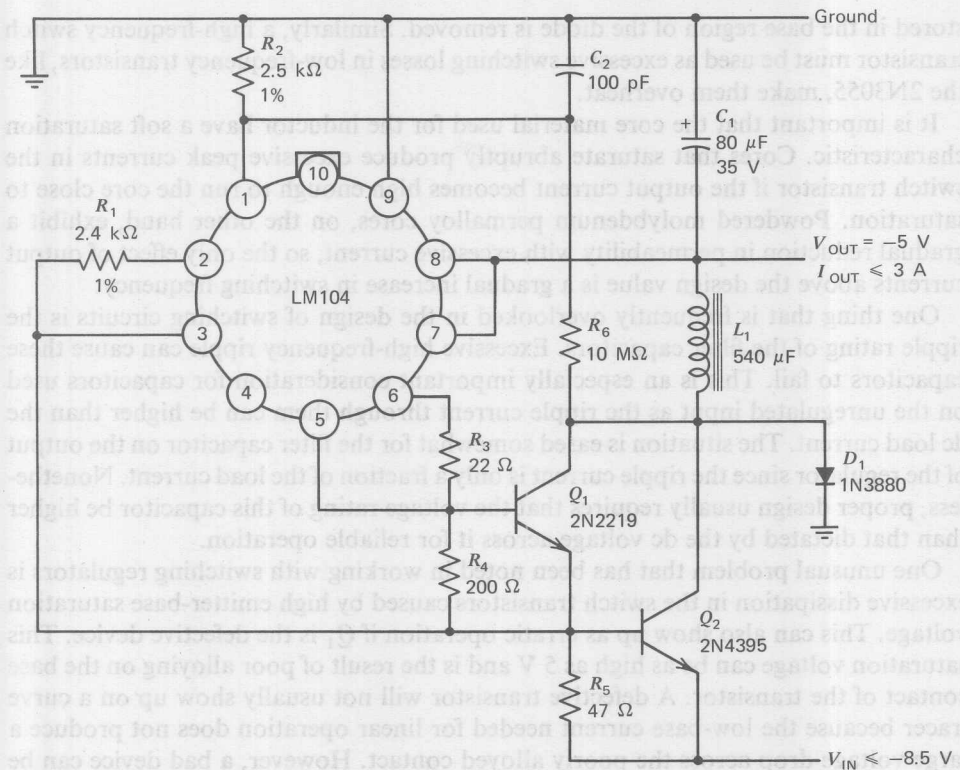 Ground
R2
2.5 kΩ
1%
C2
100 pF
+
C1
80 μF
35 V
R1
2.4 kΩ
1%
1
10
9
2
8
LM104
3
7
4
6
5
VOUT = −5 V
IOUT ≤ 3 A
R6
10 MΩ
L1
540 μF
R3
22 Ω
D1
1N3880
Q1
2N2219
R4
200 Ω
Q2
2N4395
R5
47 Ω
VIN ≤ −8.5 V
stored in the base region of the diode is removed. Similarly, a high-frequency switch
transistor must be used as excessive switching losses in low-frequency transistors, like
the 2N3055, make them overheat.
It is important that the core material used for the inductor have a soft saturation
characteristic. Cores that saturate abruptly produce excessive peak currents in the
switch transistor if the output current becomes high enough to run the core close to
saturation. Powdered molybdenum permalloy cores, on the other hand, exhibit a
gradual reduction in permeability with excessive current, so the only effect of output
currents above the design value is a gradual increase in switching frequency.
One thing that is frequently overlooked in the design of switching circuits is the
ripple rating of the filter capacitors. Excessive high-frequency ripple can cause these
capacitors to fail. This is an especially important consideration for capacitors used
on the unregulated input as the ripple current through them can be higher than the
dc load current. The situation is eased somewhat for the filter capacitor on the output
of the regulator since the ripple current is only a fraction of the load current. Nonethe-
less, proper design usually requires that the voltage rating of this capacitor be higher
than that dictated by the dc voltage across it for reliable operation.
One unusual problem that has been noted in working with switching regulators is
excessive dissipation in the switch transistors caused by high emitter-base saturation
voltage. This can also show up as erratic operation if Q1 is the defective device. This
saturation voltage can be as high as 5 V and is the result of poor alloying on the base
contact of the transistor. A defective transistor will not usually show up on a curve
tracer because the low-base current needed for linear operation does not produce a
large voltage drop across the poorly alloyed contact. However, a bad device can be